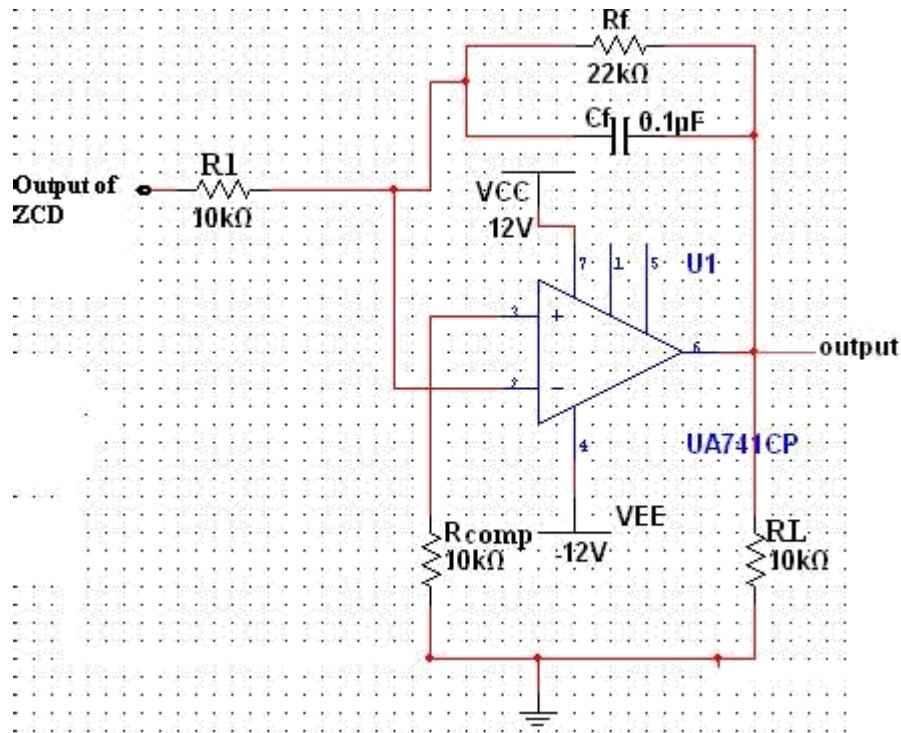 Rf
22kΩ
Cf 0.1µF
R1
10kΩ
Output of
ZCD
VCC
12V
7
1
5
U1
3
+
2
−
6
output
4
UA741CP
VEE
-12V
Rcomp
10kΩ
RL
10kΩ